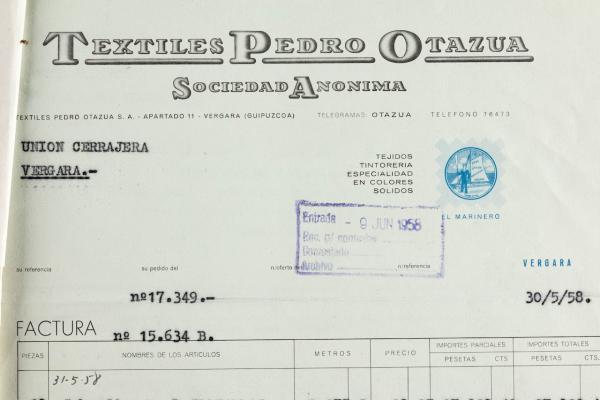 TEXTILES PEDRO OTAZUA
SOCIEDAD ANONIMA
TEXTILES PEDRO OTAZUA S. A. - APARTADO 11 - VERGARA (GUIPUZCOA) TELEGRAMAS: OTAZUA TELEFONO 76473
UNION CERRAJERA
VERGARA.-
TEJIDOS
TINTORERIA
ESPECIALIDAD
EN COLORES
SOLIDOS
EL MARINERO
Entrada - 9 JUN 1958
Contestado
Archivo
VERGARA
su referencia su pedido del n:oferta n:referencia
nº17.349.- 30/5/58.
FACTURA nº 15.634 B.
PIEZAS NOMBRES DE LOS ARTICULOS METROS PRECIO IMPORTES PARCIALES IMPORTES TOTALES
PESETAS CTS. PESETAS CTS.
31-5-58